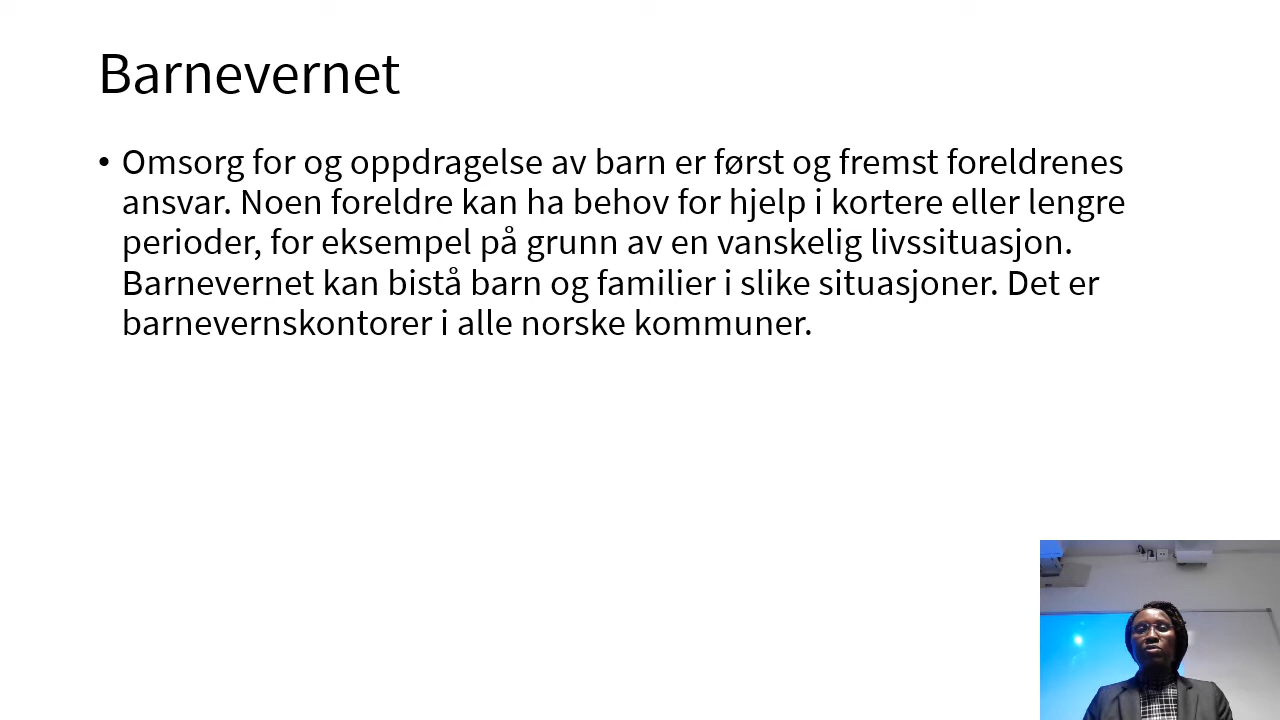 Barnevernet
• Omsorg for og oppdragelse av barn er først og fremst foreldrenes
ansvar. Noen foreldre kan ha behov for hjelp i kortere eller lengre
perioder, for eksempel på grunn av en vanskelig livssituasjon.
Barnevernet kan bistå barn og familier i slike situasjoner. Det er
barnevernskontorer i alle norske kommuner.